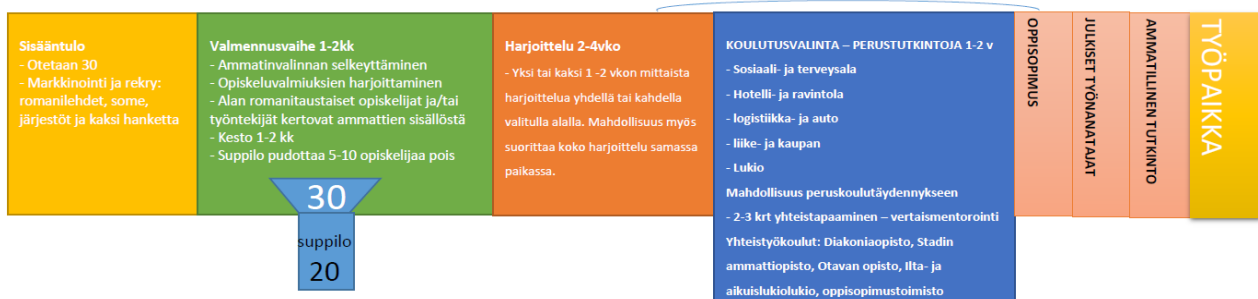 Sisääntulo
- Otetaan 30
- Markkinointi ja rekry:
romanilehdet, some,
järjestöt ja kaksi hanketta
Valmennusvaihe 1-2kk
- Ammatinvalinnan selkeyttäminen
- Opiskeluvalmiuksien harjoittaminen
- Alan romanitaustaiset opiskelijat ja/tai
työntekijät kertovat ammattien sisällöstä
- Kesto 1-2 kk
- Suppilo pudottaa 5-10 opiskelijaa pois
30
suppilo
20
Harjoittelu 2-4vko
- Yksi tai kaksi 1 -2 vkon mittaista
harjoittelua yhdellä tai kahdella
valitulla alalla. Mahdollisuus myös
suorittaa koko harjoittelu samassa
paikassa.
KOULUTUSVALINTA – PERUSTUTKINTOJA 1-2 v
- Sosiaali- ja terveysala
- Hotelli- ja ravintola
- logistiikka- ja auto
- liike- ja kaupan
- Lukio
Mahdollisuus peruskoulutäydennykseen
- 2-3 krt yhteistapaaminen – vertaismentorointi
Yhteistyökoulut: Diakoniaopisto, Stadin
ammattiopisto, Otavan opisto, Ilta- ja
aikuislukiolukio, oppisopimustoimisto
OPPISOPIMUS
JULKISET TYÖNANATAJAT
AMMATILLINEN TUTKINTO
TYÖPAIKKA